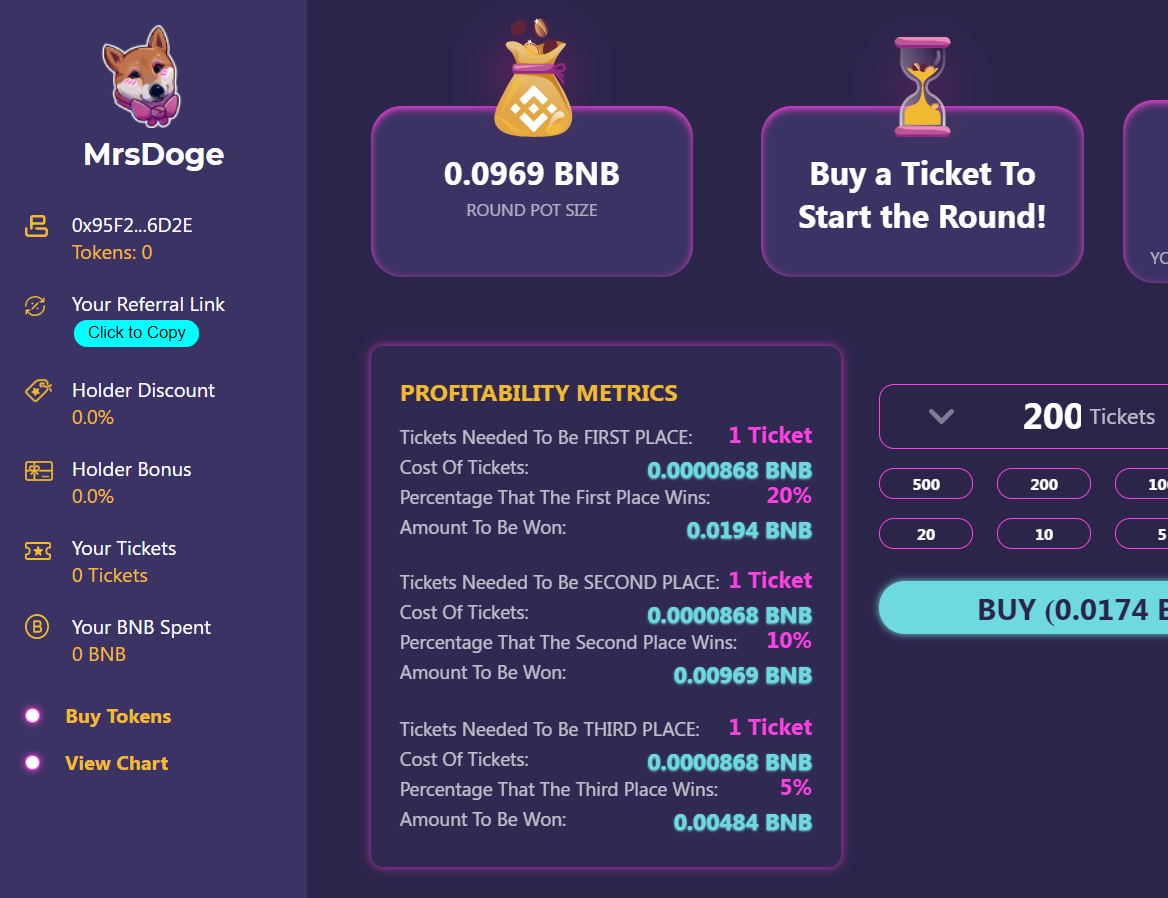 MrsDoge
0x95F2...6D2E
Tokens: 0
Your Referral Link
Click to Copy
Holder Discount
0.0%
Holder Bonus
0.0%
Your Tickets
0 Tickets
Your BNB Spent
0 BNB
Buy Tokens
View Chart
0.0969 BNB
ROUND POT SIZE
Buy a Ticket To
Start the Round!
PROFITABILITY METRICS
Tickets Needed To Be FIRST PLACE: 1 Ticket
Cost Of Tickets: 0.0000868 BNB
Percentage That The First Place Wins: 20%
Amount To Be Won: 0.0194 BNB
Tickets Needed To Be SECOND PLACE: 1 Ticket
Cost Of Tickets: 0.0000868 BNB
Percentage That The Second Place Wins: 10%
Amount To Be Won: 0.00969 BNB
Tickets Needed To Be THIRD PLACE: 1 Ticket
Cost Of Tickets: 0.0000868 BNB
Percentage That The Third Place Wins: 5%
Amount To Be Won: 0.00484 BNB
200 Tickets
500 200
20 10 5
BUY (0.0174